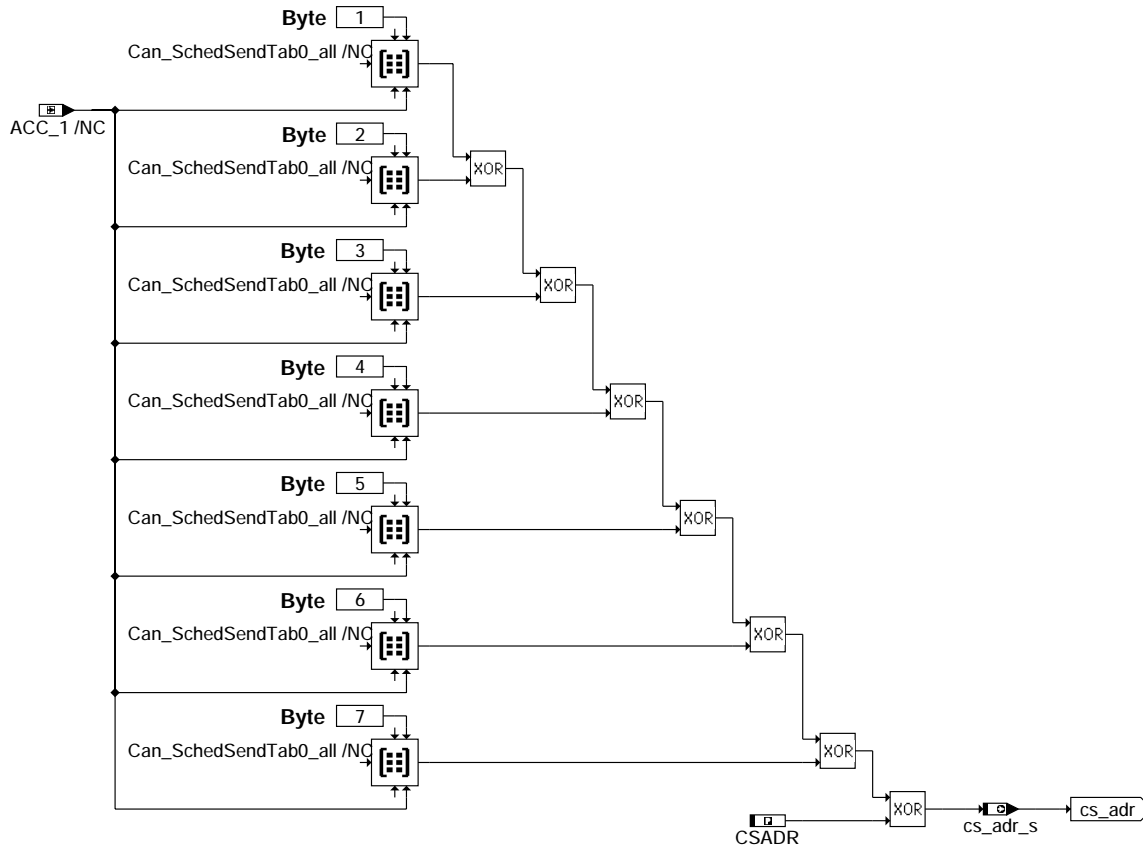 Byte 1
Can_SchedSendTab0_all /NC
ACC_1 /NC
Byte 2
Can_SchedSendTab0_all /NC
XOR
Byte 3
Can_SchedSendTab0_all /NC
XOR
Byte 4
Can_SchedSendTab0_all /NC
XOR
Byte 5
Can_SchedSendTab0_all /NC
XOR
Byte 6
Can_SchedSendTab0_all /NC
XOR
Byte 7
Can_SchedSendTab0_all /NC
XOR
XOR
cs_adr
CSADR
cs_adr_s